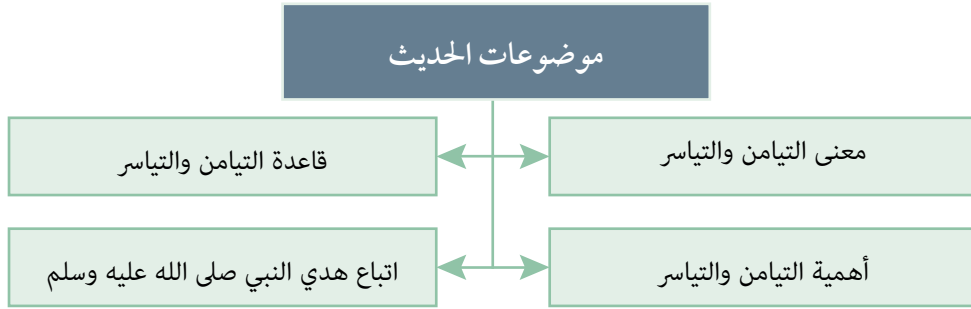 موضوعات الحديث
معنى التيامن والتياسر
قاعدة التيامن والتياسر
أهمية التيامن والتياسر
اتباع هدي النبي صلى الله عليه وسلم